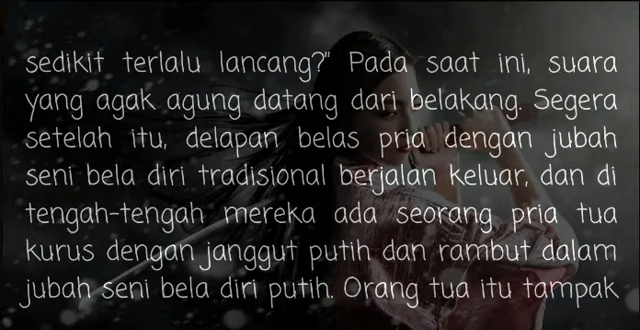 sedikit terlalu lancang?" Pada saat ini, suara
yang agak agung datang dari belakang. Segera
setelah itu, delapan belas pria dengan jubah
seni bela diri tradisional berjalan keluar, dan di
tengah-tengah mereka ada seorang pria tua
kurus dengan janggut putih dan rambut dalam
jubah seni bela diri putih. Orang tua itu tampak